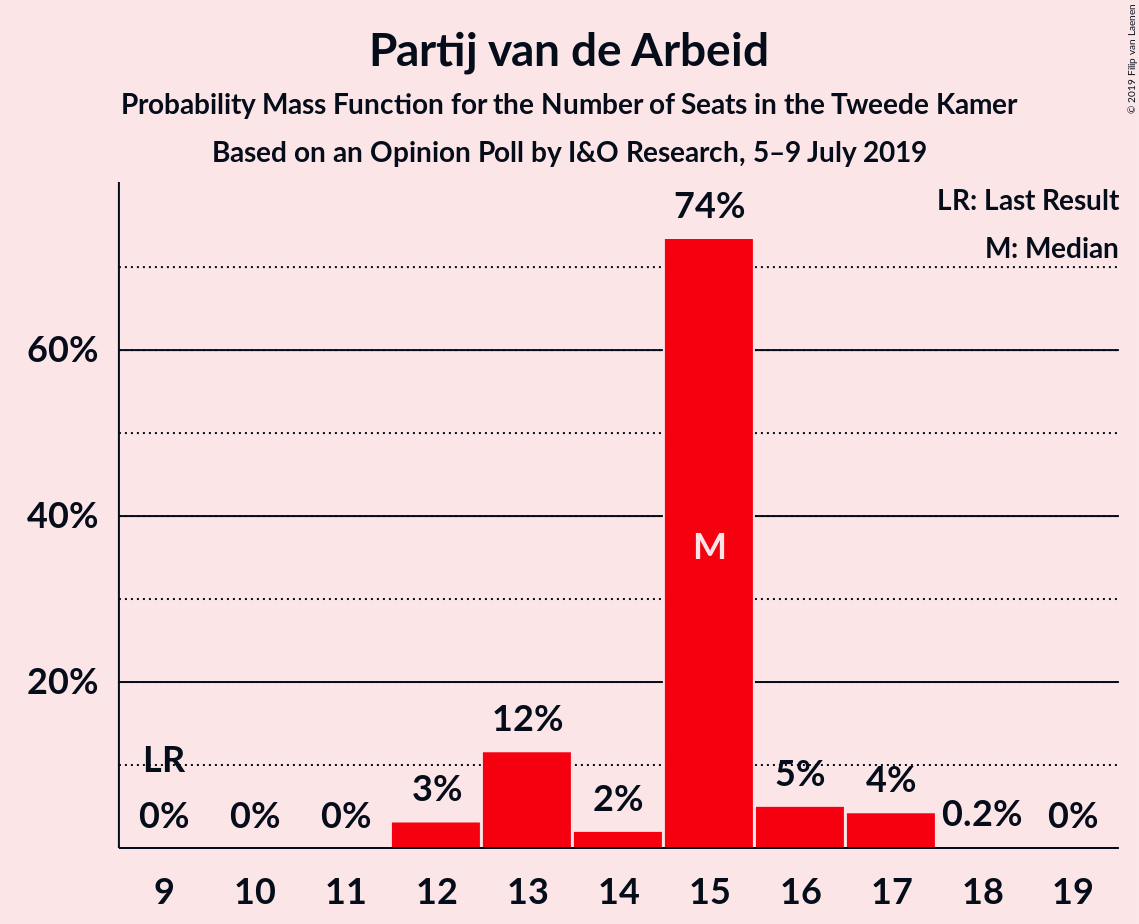 Partij van de Arbeid
Probability Mass Function for the Number of Seats in the Tweede Kamer
Based on an Opinion Poll by I&O Research, 5–9 July 2019
© 2019 Filip van Laenen
LR: Last Result
M: Median
74%
60%
40%
20%
M
LR
0%
0%
0%
3%
12%
2%
5%
4%
0.2%
0%
9 10 11 12 13 14 15 16 17 18 19